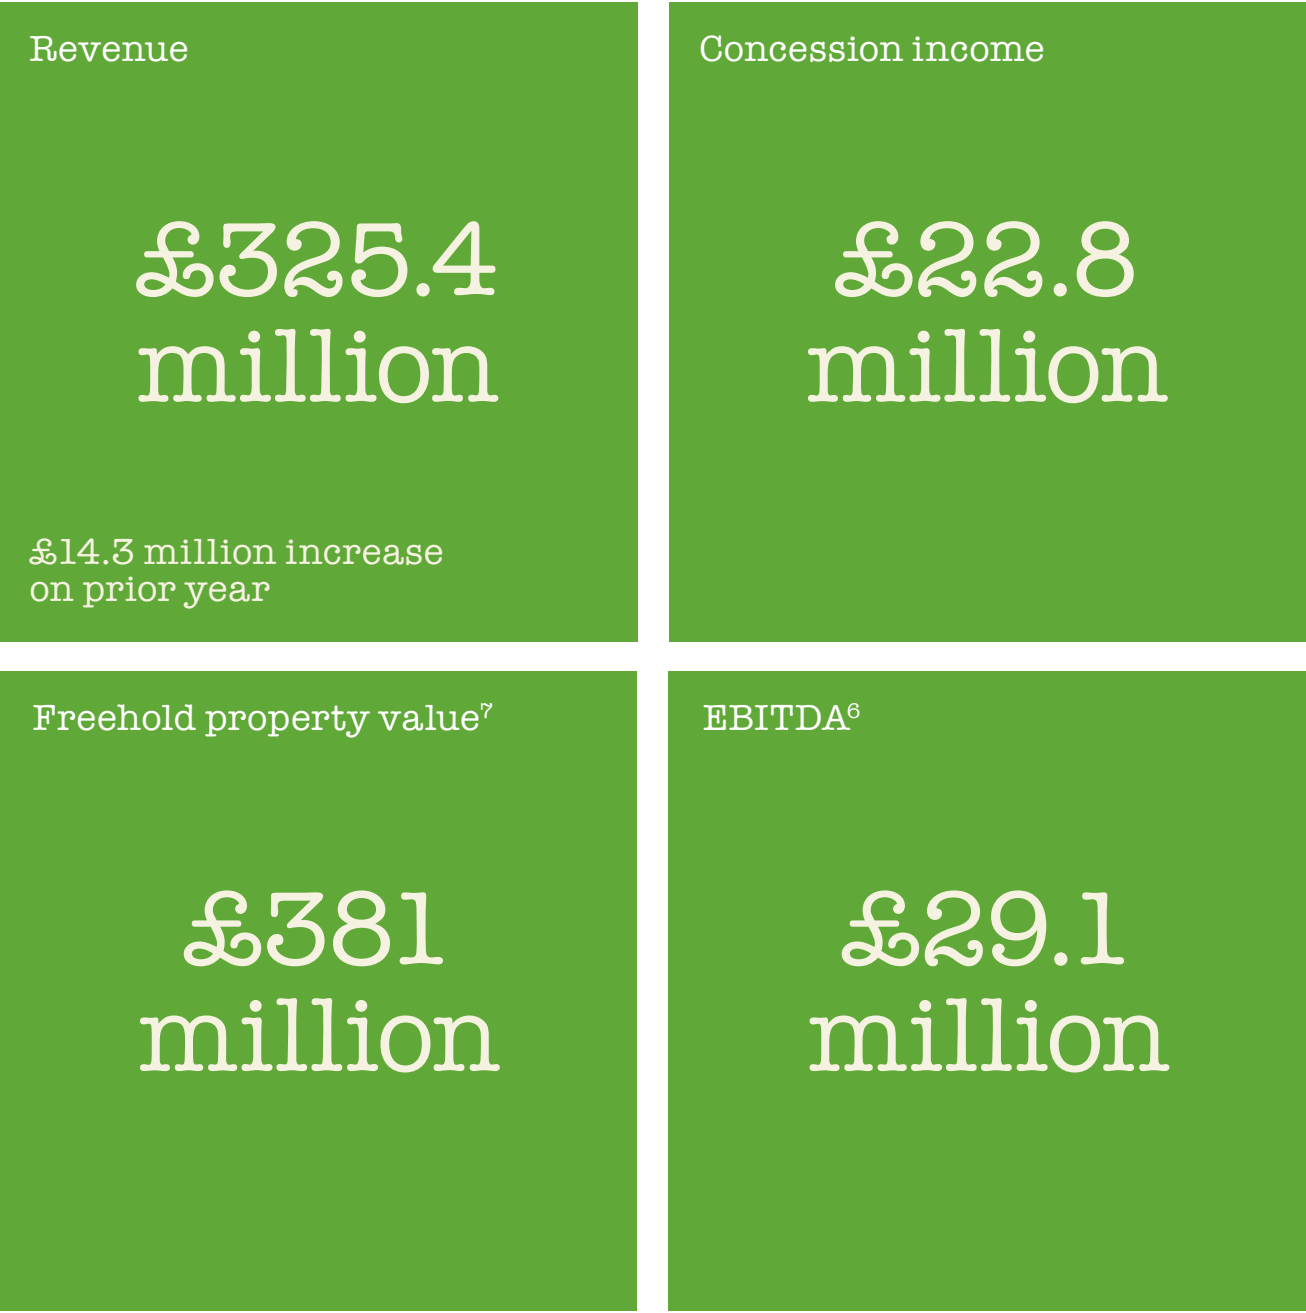 Revenue
£325.4
million
£14.3 million increase
on prior year
Concession income
£22.8
million
Freehold property value⁷
£381
million
EBITDA⁶
£29.1
million